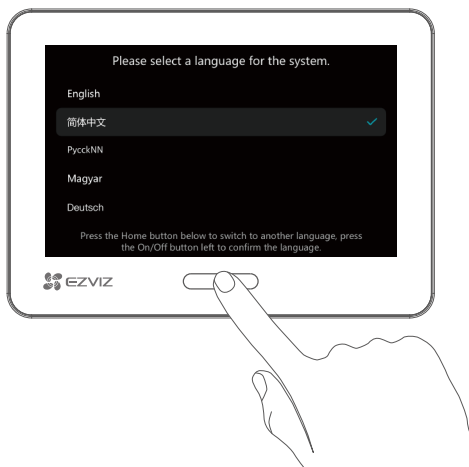 Please select a language for the system.
English
简体中文
PyccкNN
Magyar
Deutsch
Press the Home button below to switch to another language, press
the On/Off button left to confirm the language.
EZVIZ